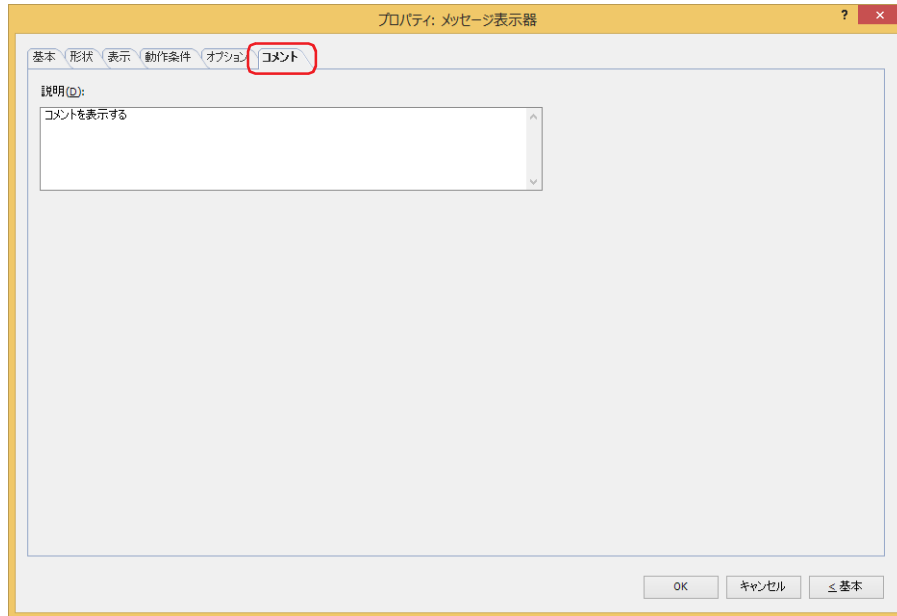 プロパティ: メッセージ表示器
? ×
基本 形状 表示 動作条件 オプション コメント
説明(D):
コメントを表示する
OK キャンセル ≤ 基本